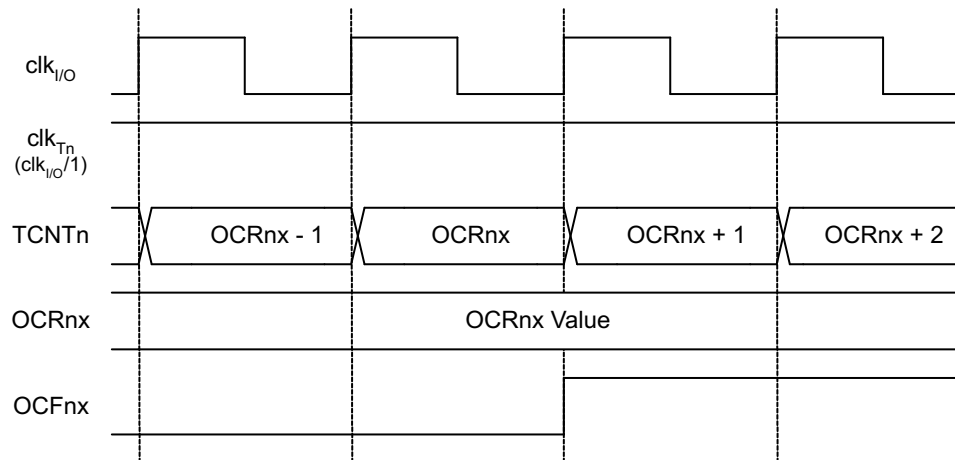 clkI/O
clkTn
(clkI/O/1)
TCNTn OCRnx - 1 OCRnx OCRnx + 1 OCRnx + 2
OCRnx OCRnx Value
OCFnx